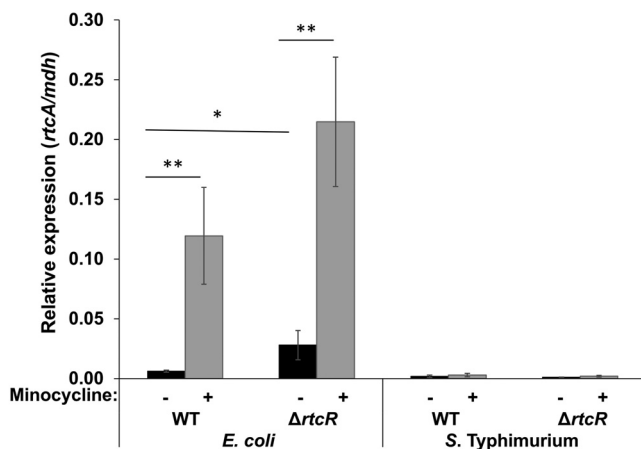 Relative expression (rtcA/mdh)
0.30
0.25
0.20
0.15
0.10
0.05
0.00
**
*
**
Minocycline: - + - + - + - +
WT ΔrtcR WT ΔrtcR
E. coli S. Typhimurium